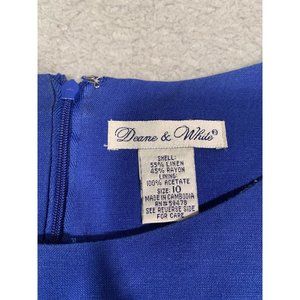 Deane & White®
SHELL:
55% LINEN
45% RAYON
LINING:
100% ACETATE
SIZE: 10
MADE IN CAMBODIA
RN# 59479
SEE REVERSE SIDE
FOR CARE